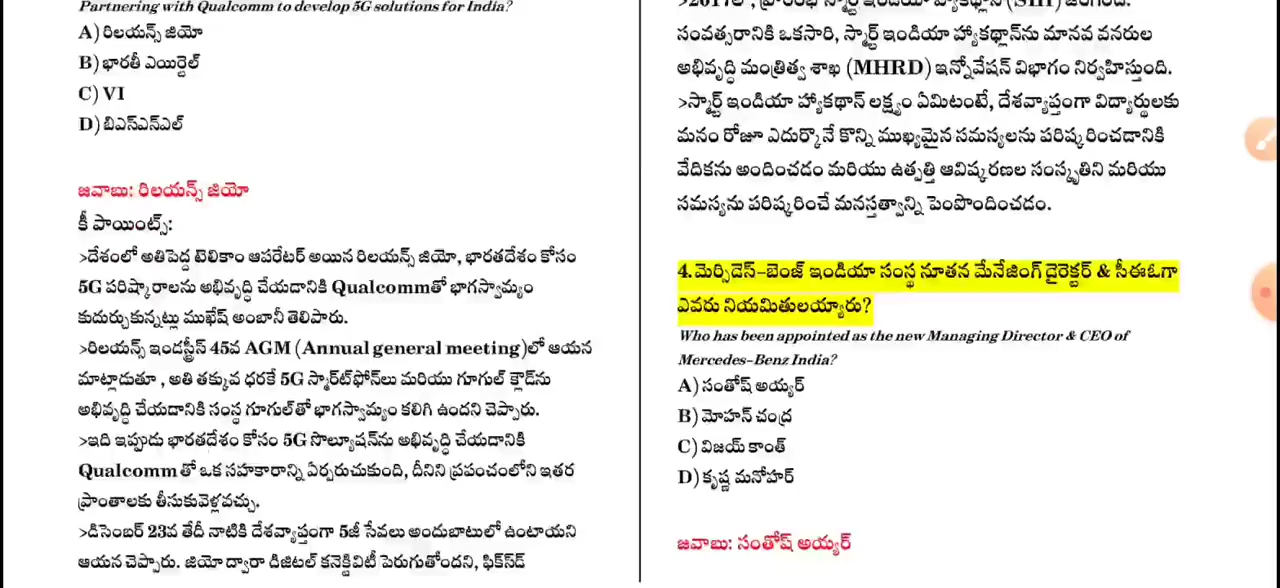 Partnering with Qualcomm to develop 5G solutions for India?
A) రిలయన్స్ జియో
B) భారతీ ఎయిర్టెల్
C) VI
D) బిఎస్ఎన్ఎల్
జవాబు: రిలయన్స్ జియో
కీ పాయింట్స్:
>దేశంలో అతిపెద్ద టెలికాం ఆపరేటర్ అయిన రిలయన్స్ జియో, భారతదేశం కోసం
5G పరిష్కారాలను అభివృద్ధి చేయడానికి Qualcommతో భాగస్వామ్యం
కుదుర్చుకున్నట్లు ముఖేష్ అంబానీ తెలిపారు.
>రిలయన్స్ ఇండస్ట్రీస్ 45వ AGM (Annual general meeting)లో ఆయన
మాట్లాడుతూ , అతి తక్కువ ధరకే 5G స్మార్ట్‌ఫోన్‌లు మరియు గూగుల్ క్లౌడ్‌ను
అభివృద్ధి చేయడానికి సంస్థ గూగుల్‌తో భాగస్వామ్యం కలిగి ఉందని చెప్పారు.
>ఇది ఇప్పుడు భారతదేశం కోసం 5G సొల్యూషన్‌ను అభివృద్ధి చేయడానికి
Qualcomm తో ఒక సహకారాన్ని ఏర్పరుచుకుంది, దీనిని ప్రపంచంలోని ఇతర
ప్రాంతాలకు తీసుకువెళ్లవచ్చు.
>డిసెంబర్ 23వ తేదీ నాటికి దేశవ్యాప్తంగా 5జీ సేవలు అందుబాటులో ఉంటాయని
ఆయన చెప్పారు. జియో ద్వారా డిజిటల్ కనెక్టివిటీ పెరుగుతోందని, ఫిక్స్‌డ్
>2017లో , ప్రారంభ స్మార్ట్ ఇండియా హ్యాకథాన్ (SIH) జరిగింది.
సంవత్సరానికి ఒకసారి, స్మార్ట్ ఇండియా హ్యాకథాన్‌ను మానవ వనరుల
అభివృద్ధి మంత్రిత్వ శాఖ (MHRD) ఇన్నోవేషన్ విభాగం నిర్వహిస్తుంది.
>స్మార్ట్ ఇండియా హ్యాకథాన్ లక్ష్యం ఏమిటంటే, దేశవ్యాప్తంగా విద్యార్థులకు
మనం రోజూ ఎదుర్కొనే కొన్ని ముఖ్యమైన సమస్యలను పరిష్కరించడానికి
వేదికను అందించడం మరియు ఉత్పత్తి ఆవిష్కరణల సంస్కృతిని మరియు
సమస్యను పరిష్కరించే మనస్తత్వాన్ని పెంపొందించడం.
4.మెర్సిడెస్-బెంజ్ ఇండియా సంస్థ నూతన మేనేజింగ్ డైరెక్టర్ & సీఈఓగా
ఎవరు నియమితులయ్యారు?
Who has been appointed as the new Managing Director & CEO of
Mercedes-Benz India?
A) సంతోష్ అయ్యర్
B) మోహన్ చంద్ర
C) విజయ్ కాంత్
D) కృష్ణ మనోహర్
జవాబు: సంతోష్ అయ్యర్